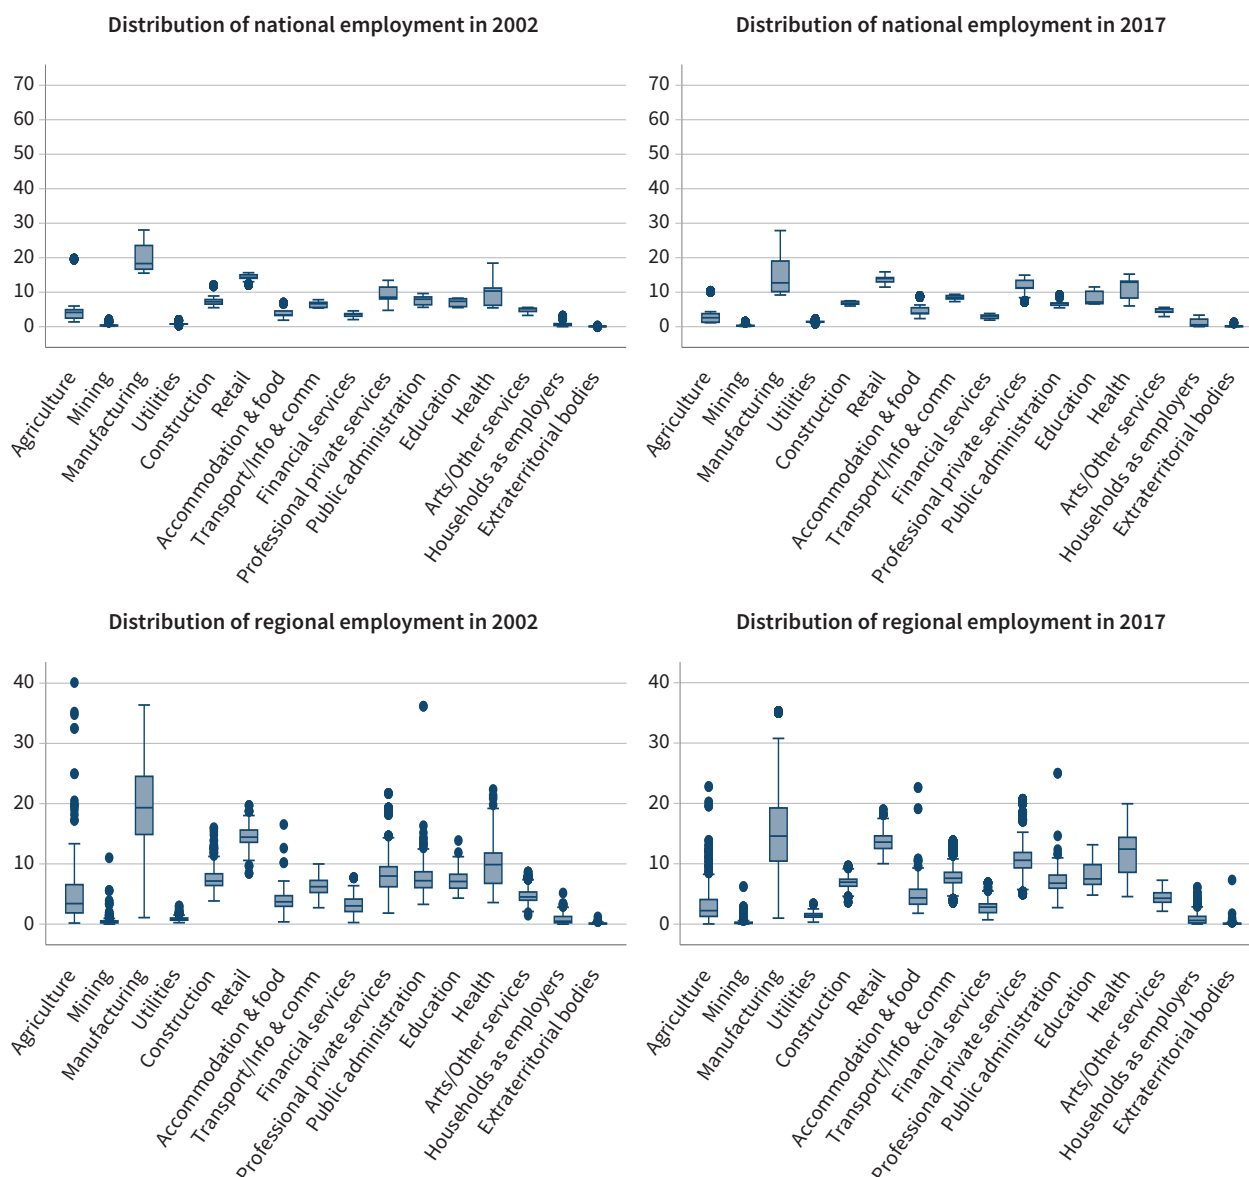 Distribution of national employment in 2002
70
60
50
40
30
20
10
0
Agriculture
Mining
Manufacturing
Utilities
Construction
Retail
Accommodation & food
Transport/Info & comm
Financial services
Professional private services
Public administration
Education
Health
Arts/Other services
Households as employers
Extraterritorial bodies
Distribution of national employment in 2017
70
60
50
40
30
20
10
0
Agriculture
Mining
Manufacturing
Utilities
Construction
Retail
Accommodation & food
Transport/Info & comm
Financial services
Professional private services
Public administration
Education
Health
Arts/Other services
Households as employers
Extraterritorial bodies
Distribution of regional employment in 2002
40
30
20
10
0
Agriculture
Mining
Manufacturing
Utilities
Construction
Retail
Accommodation & food
Transport/Info & comm
Financial services
Professional private services
Public administration
Education
Health
Arts/Other services
Households as employers
Extraterritorial bodies
Distribution of regional employment in 2017
40
30
20
10
0
Agriculture
Mining
Manufacturing
Utilities
Construction
Retail
Accommodation & food
Transport/Info & comm
Financial services
Professional private services
Public administration
Education
Health
Arts/Other services
Households as employers
Extraterritorial bodies